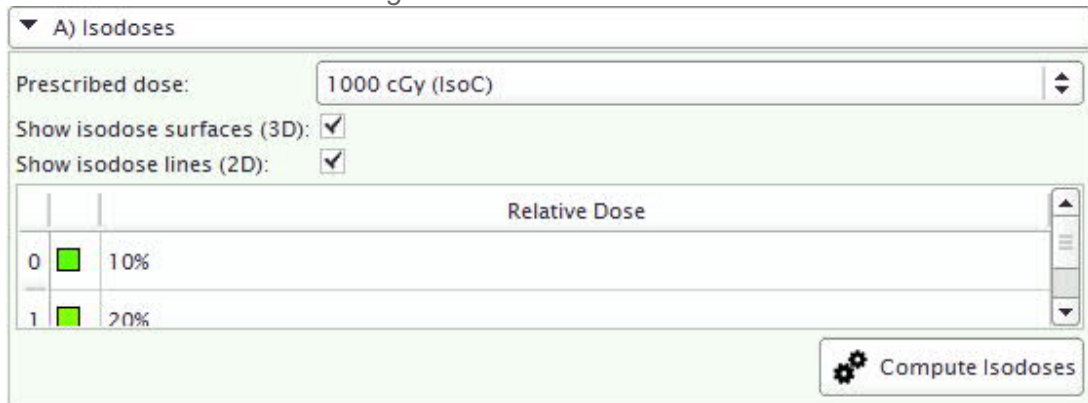 A) Isodoses
Prescribed dose: 1000 cGy (IsoC)
Show isodose surfaces (3D):
Show isodose lines (2D):
Relative Dose
0 10%
1 20%
Compute Isodoses